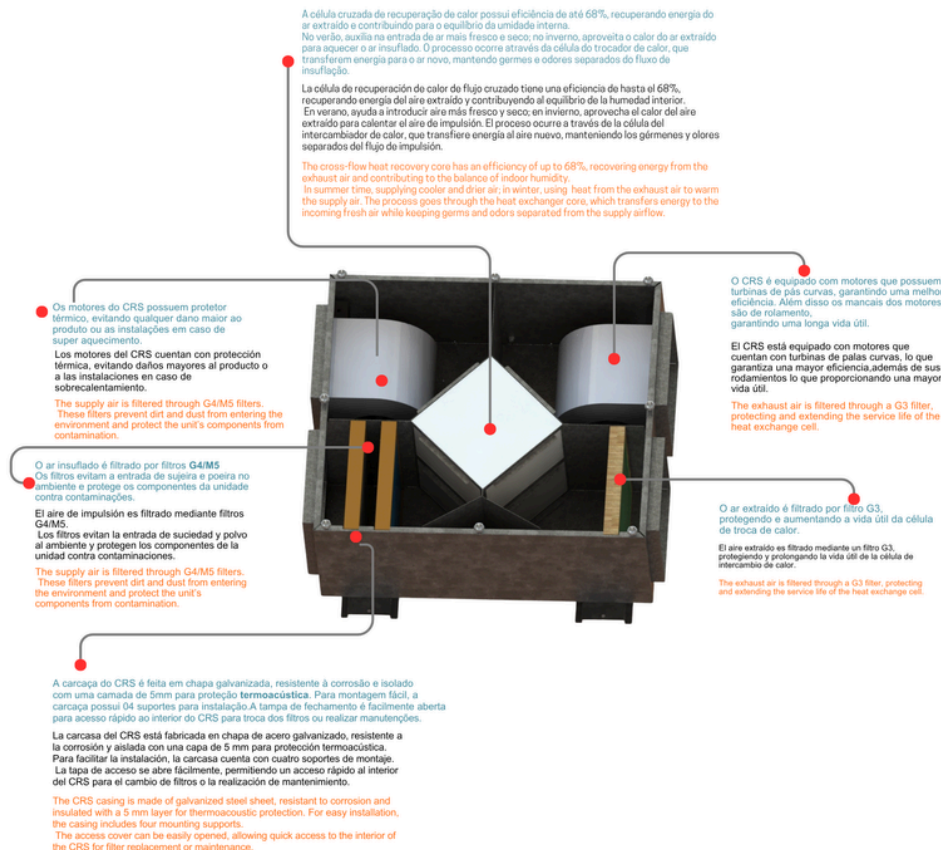 A célula cruzada de recuperação de calor possui eficiência de até 68%, recuperando energia do
ar extraído e contribuindo para o equilíbrio da umidade interna.
No verão, auxilia na entrada de ar mais fresco e seco; no inverno, aproveita o calor do ar extraído
para aquecer o ar insuflado. O processo ocorre através da célula do trocador de calor, que
transferem energia para o ar novo, mantendo germes e odores separados do fluxo de
insuflação.
La célula de recuperación de calor de flujo cruzado tiene una eficiencia de hasta el 68%,
recuperando energía del aire extraído y contribuyendo al equilibrio de la humedad interior.
En verano, ayuda a introducir aire más fresco y seco; en invierno, aprovecha el calor del aire
extraído para calentar el aire de impulsión. El proceso ocurre a través de la célula del
intercambiador de calor, que transfiere energía al aire nuevo, manteniendo los gérmenes y olores
separados del flujo de impulsión.
The cross-flow heat recovery core has an efficiency of up to 68%, recovering energy from the
exhaust air and contributing to the balance of indoor humidity.
In summer time, supplying cooler and drier air; in winter, using heat from the exhaust air to warm
the supply air. The process goes through the heat exchanger core, which transfers energy to the
incoming fresh air while keeping germs and odors separated from the supply airflow.
Os motores do CRS possuem protetor
térmico, evitando qualquer dano maior ao
produto ou as instalações em caso de
super aquecimento.
Los motores del CRS cuentan con protección
térmica, evitando daños mayores al producto o
a las instalaciones en caso de
sobrecalentamiento.
The supply air is filtered through G4/M5 filters.
These filters prevent dirt and dust from entering the
environment and protect the unit's components from
contamination.
O CRS é equipado com motores que possuem
turbinas de pás curvas, garantindo uma melhor
eficiência. Além disso os mancais dos motores
são de rolamento,
garantindo uma longa vida útil.
El CRS está equipado con motores que
cuentan con turbinas de palas curvas, lo que
garantiza una mayor eficiencia,además de sus
rodamientos lo que proporcionando una mayor
vida útil.
The exhaust air is filtered through a G3 filter,
protecting and extending the service life of the
heat exchange cell.
O ar insuflado é filtrado por filtros G4/M5
Os filtros evitam a entrada de sujeira e poeira no
ambiente e protege os componentes da unidade
contra contaminações.
El aire de impulsión es filtrado mediante filtros
G4/M5.
Los filtros evitan la entrada de suciedad y polvo
al ambiente y protegen los componentes de la
unidad contra contaminaciones.
The supply air is filtered through G4/M5 filters.
These filters prevent dirt and dust from entering
the environment and protect the unit's
components from contamination.
O ar extraído é filtrado por filtro G3,
protegendo e aumentando a vida útil da célula
de troca de calor.
El aire extraído es filtrado mediante un filtro G3,
protegiendo y prolongando la vida útil de la célula de
intercambio de calor.
The exhaust air is filtered through a G3 filter, protecting
and extending the service life of the heat exchange cell.
A carcaça do CRS é feita em chapa galvanizada, resistente à corrosão e isolado
com uma camada de 5mm para proteção termoacústica. Para montagem fácil, a
carcaça possui 04 suportes para instalação.A tampa de fechamento é facilmente aberta
para acesso rápido ao interior do CRS para troca dos filtros ou realizar manutenções.
La carcasa del CRS está fabricada en chapa de acero galvanizado, resistente a
la corrosión y aislada con una capa de 5 mm para protección termoacústica.
Para facilitar la instalación, la carcasa cuenta con cuatro soportes de montaje.
La tapa de acceso se abre fácilmente, permitiendo un acceso rápido al interior
del CRS para el cambio de filtros o la realización de mantenimiento.
The CRS casing is made of galvanized steel sheet, resistant to corrosion and
insulated with a 5 mm layer for thermoacoustic protection. For easy installation,
the casing includes four mounting supports.
The access cover can be easily opened, allowing quick access to the interior of
the CRS for filter replacement or maintenance.